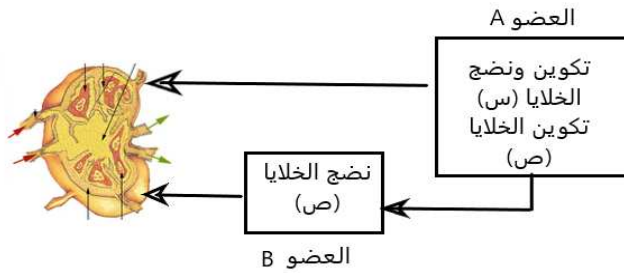 العضو A
تكوين ونضج
الخلايا (س)
تكوين الخلايا
(ص)
نضج الخلايا
(ص)
العضو B